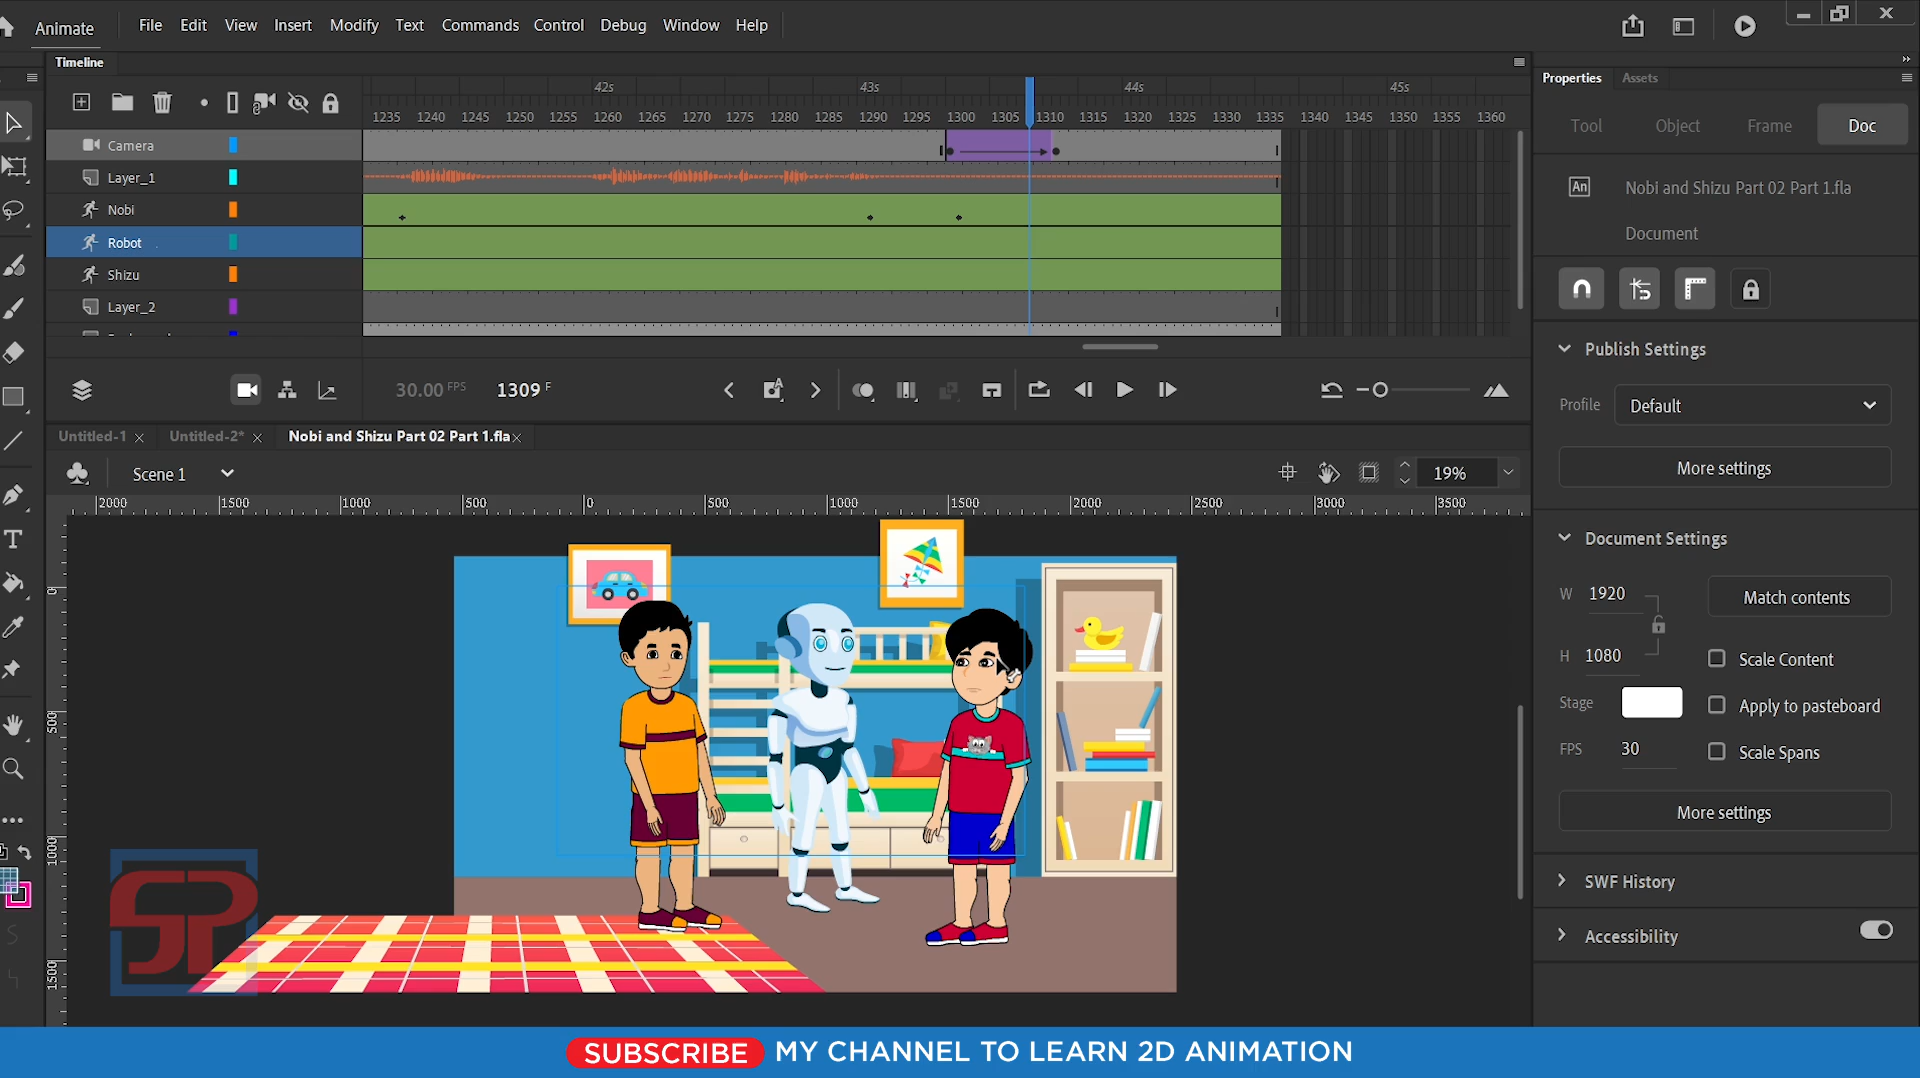 Animate File Edit View Insert Modify Text Commands Control Debug Window Help
Timeline
Properties Assets
42s 43s 44s 45s
1235 1240 1245 1250 1255 1260 1265 1270 1275 1280 1285 1290 1295 1300 1305 1310 1315 1320 1325 1330 1335 1340 1345 1350 1355 1360
Tool Object Frame Doc
Camera
Layer_1
Nobi
Robot
Shizu
Layer_2
An Nobi and Shizu Part 02 Part 1.fla
Document
Publish Settings
Profile Default
More settings
30.00 FPS 1309 F
Untitled-1 Untitled-2* Nobi and Shizu Part 02 Part 1.fla
Scene 1 19%
2000 1500 1000 500 0 500 1000 1500 2000 2500 3000 3500
0
500
1000
1500
Document Settings
W 1920 Match contents
H 1080 Scale Content
Stage Apply to pasteboard
FPS 30 Scale Spans
More settings
SWF History
Accessibility
SP
SUBSCRIBE MY CHANNEL TO LEARN 2D ANIMATION